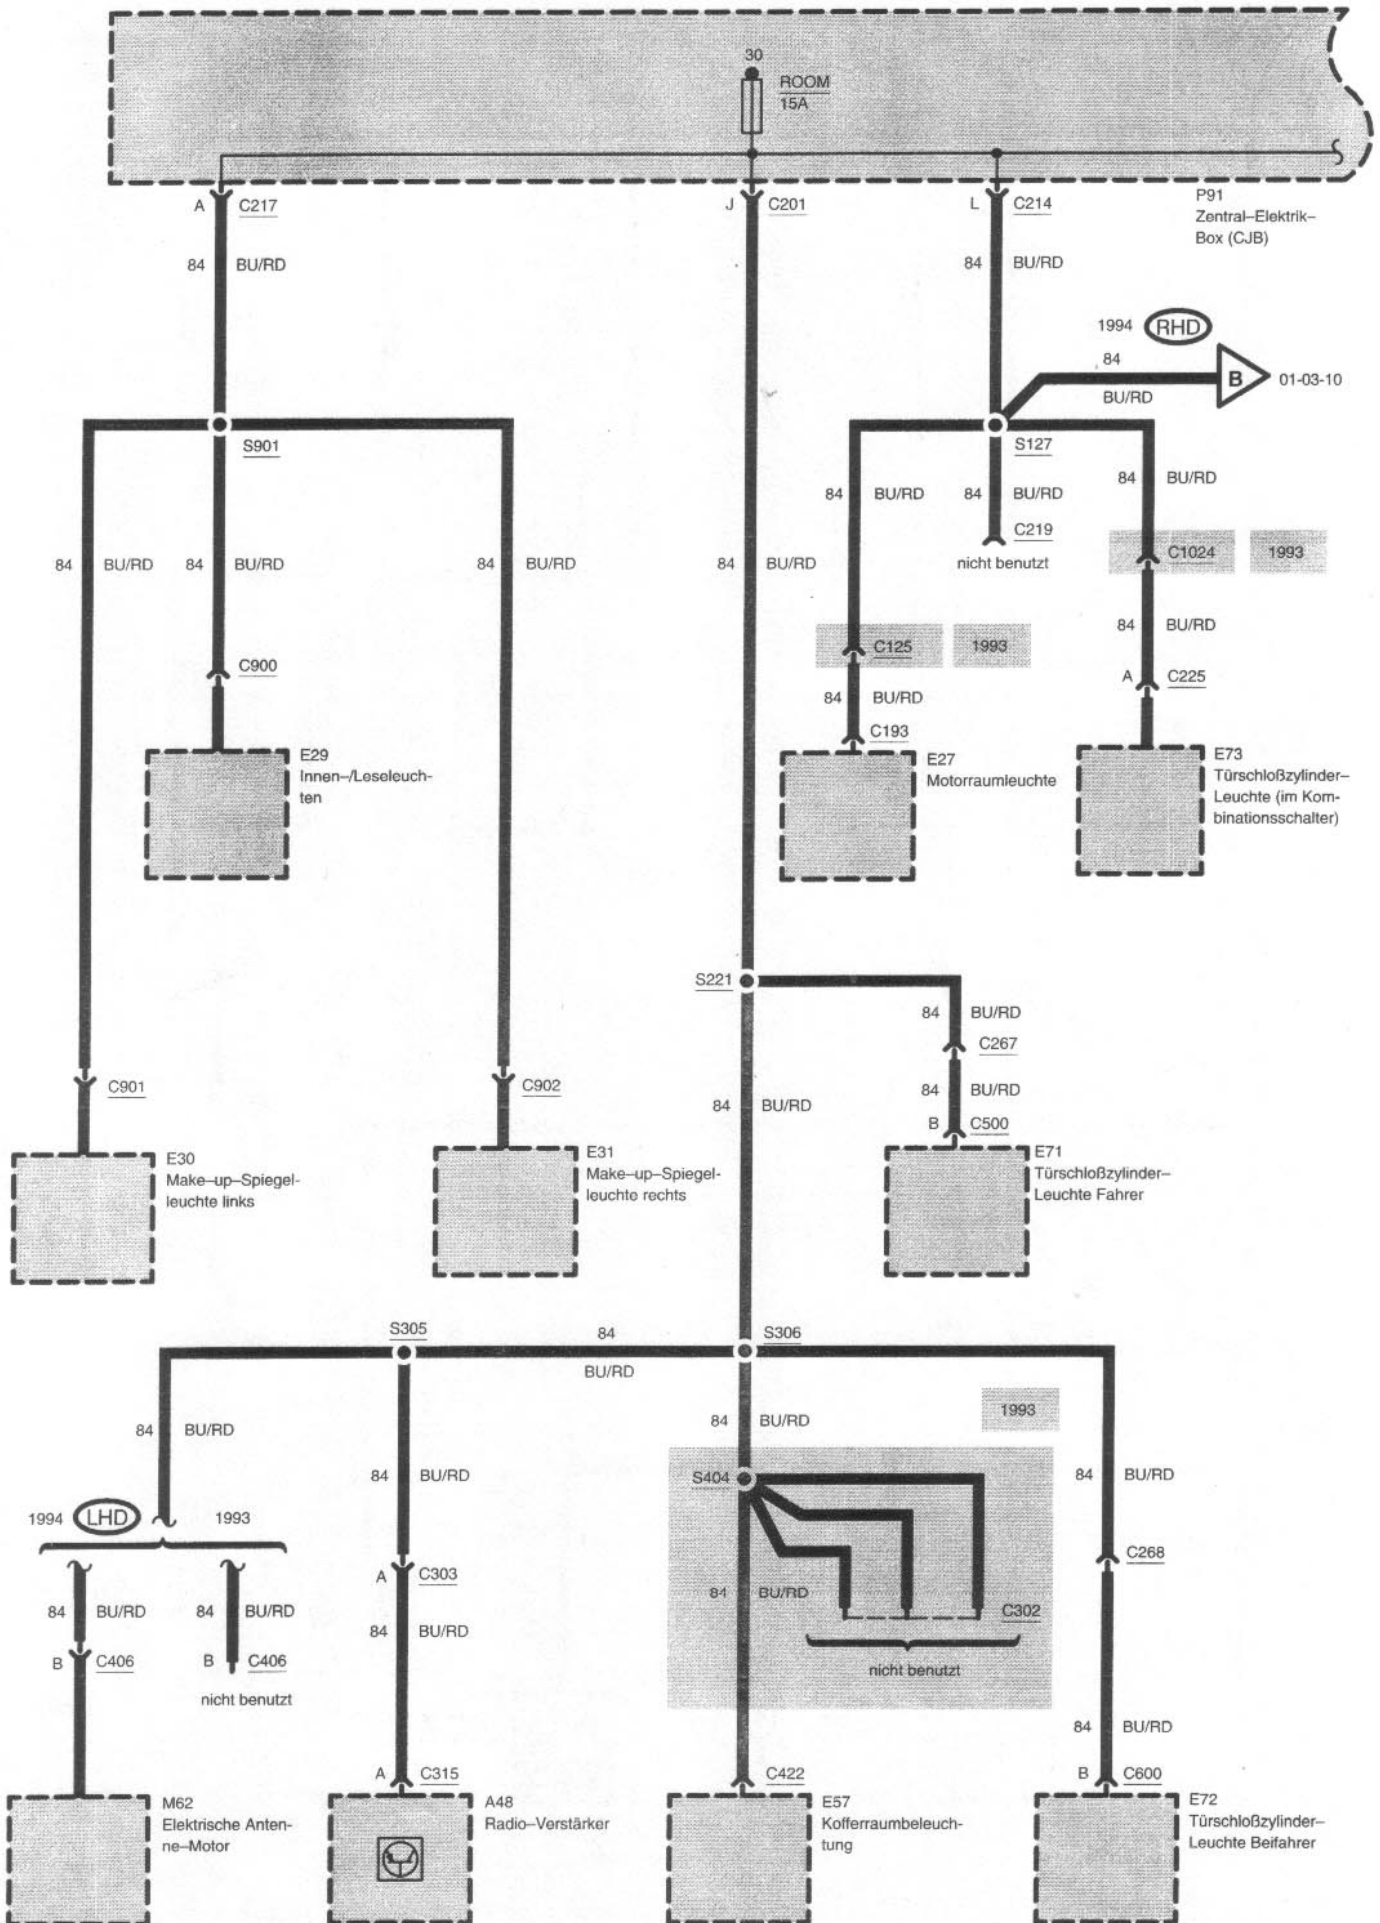 30
ROOM
15A
P91
Zentral–Elektrik–
Box (CJB)
A C217
J C201
L C214
84 BU/RD
84 BU/RD
1994 RHD
84
B 01-03-10
BU/RD
S901
S127
84 BU/RD
84 BU/RD
84 BU/RD
C219
nicht benutzt
C1024 1993
84 BU/RD
84 BU/RD
84 BU/RD
84 BU/RD
84 BU/RD
C125 1993
C900
A C225
84 BU/RD
C193
E29
Innen–/Leseleuch-
ten
E27
Motorraumleuchte
E73
Türschloßzylinder–
Leuchte (im Kom-
binationsschalter)
S221
84 BU/RD
C267
84 BU/RD
B C500
C901
C902
84 BU/RD
E30
Make–up–Spiegel-
leuchte links
E31
Make–up–Spiegel-
leuchte rechts
E71
Türschloßzylinder–
Leuchte Fahrer
S305
84
BU/RD
S306
84 BU/RD
84 BU/RD
1993
84 BU/RD
S404
84 BU/RD
1994 LHD
1993
C268
A C303
84 BU/RD
84 BU/RD
84 BU/RD
84 BU/RD
C302
nicht benutzt
B C406
B C406
nicht benutzt
84 BU/RD
A C315
C422
B C600
M62
Elektrische Anten-
ne–Motor
A48
Radio–Verstärker
E57
Kofferraumbeleuch-
tung
E72
Türschloßzylinder–
Leuchte Beifahrer